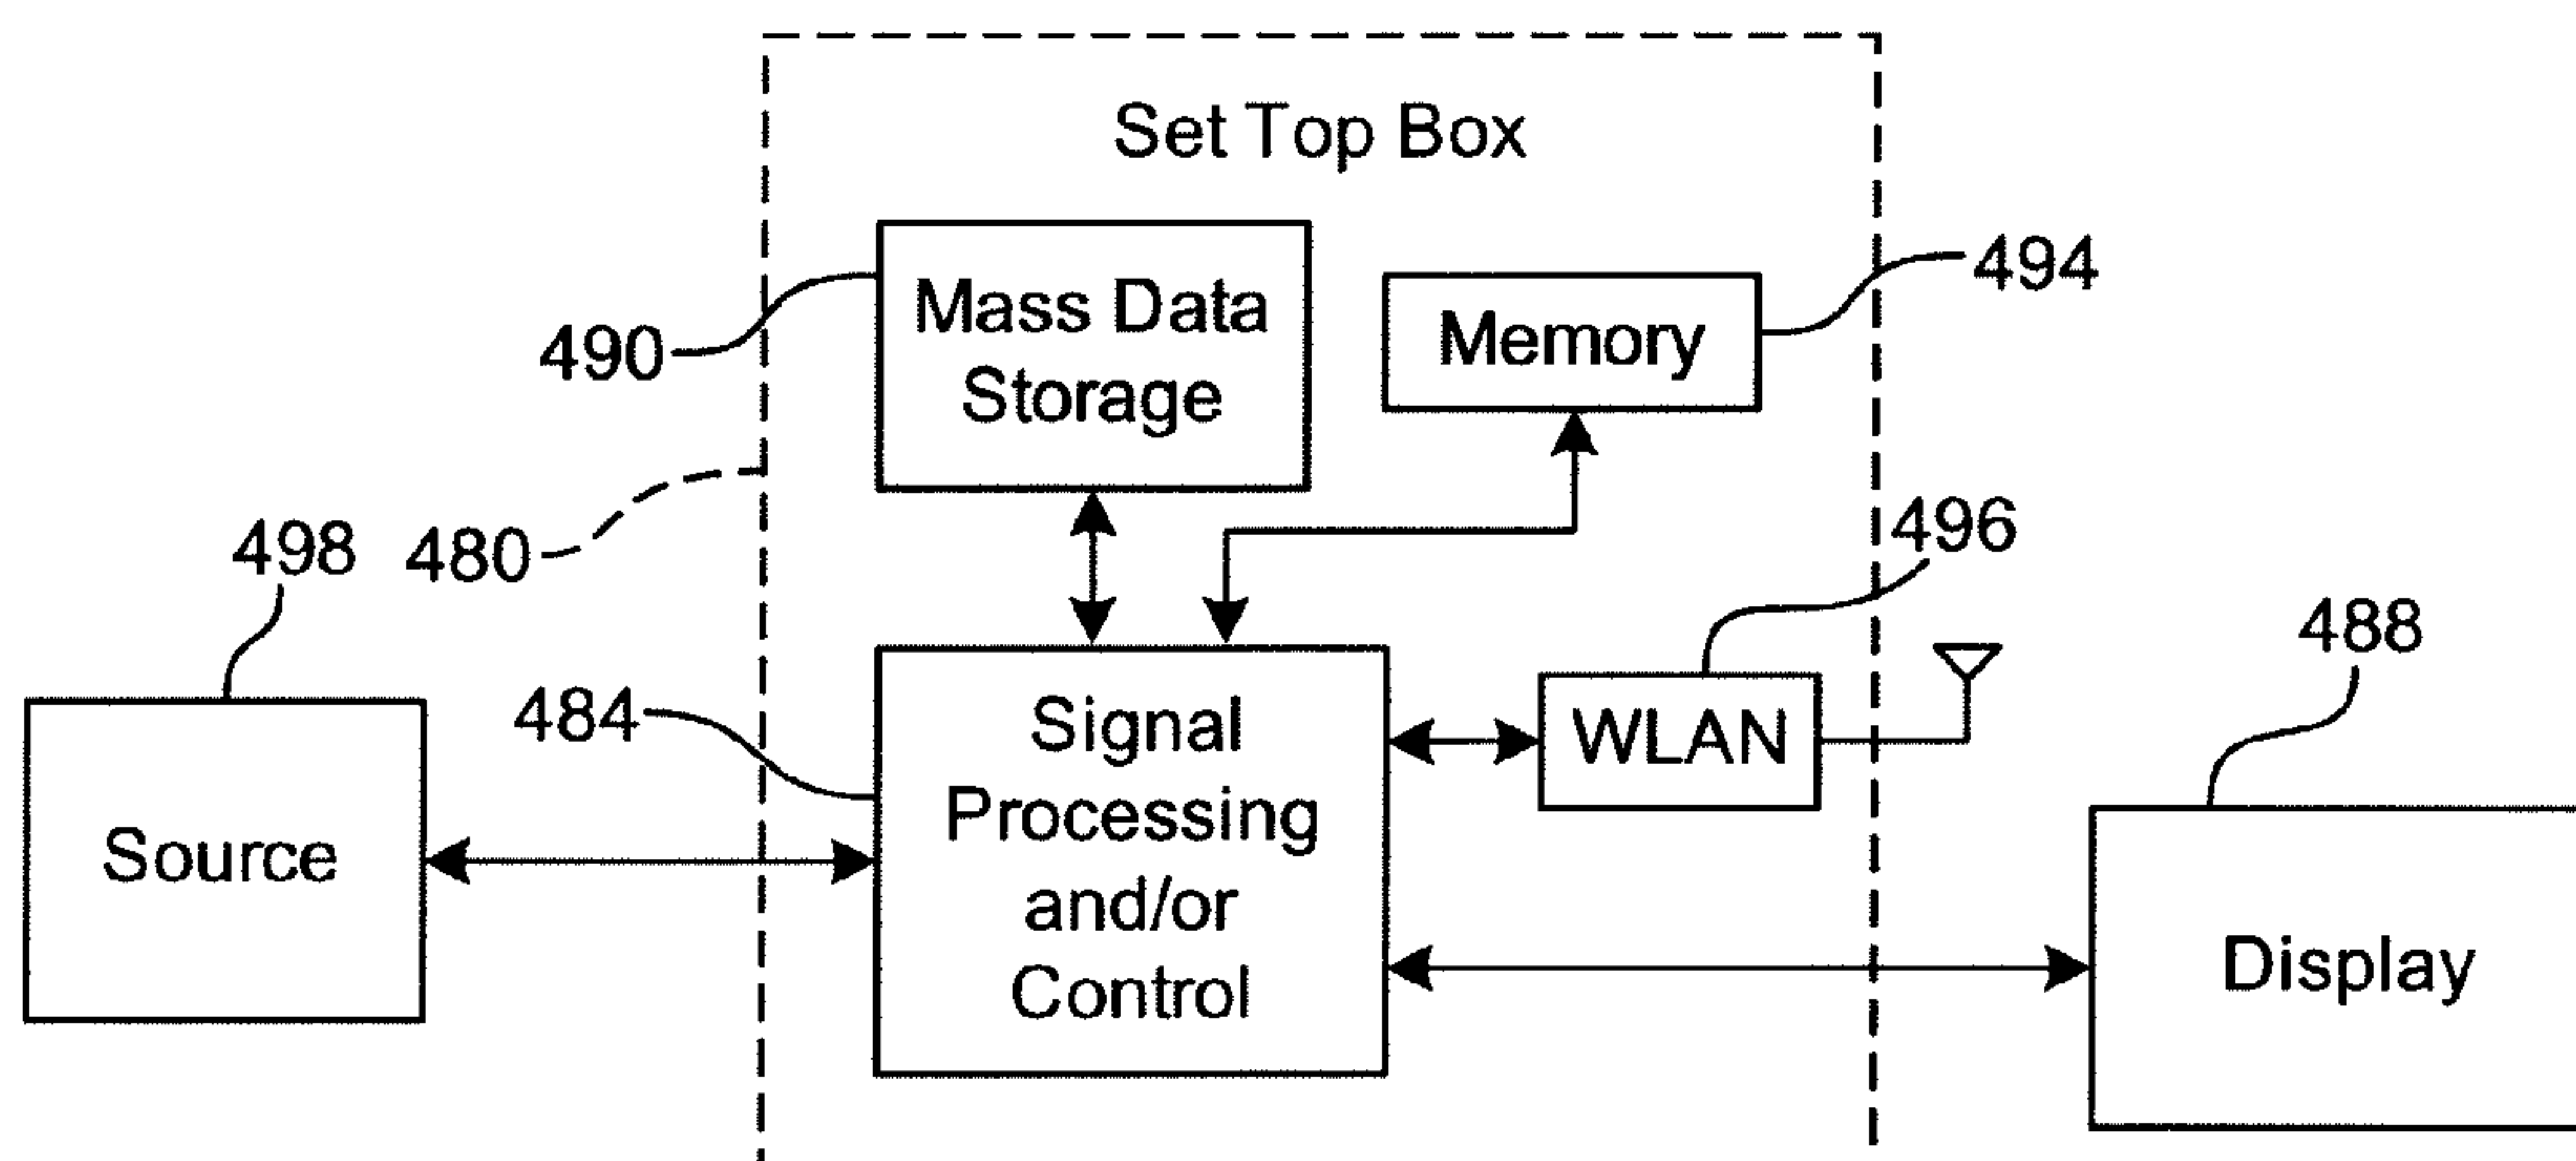 Set Top Box
Mass Data
Storage
490
Memory
494
480
496
498
484
Signal
Processing
and/or
Control
WLAN
488
Source
Display